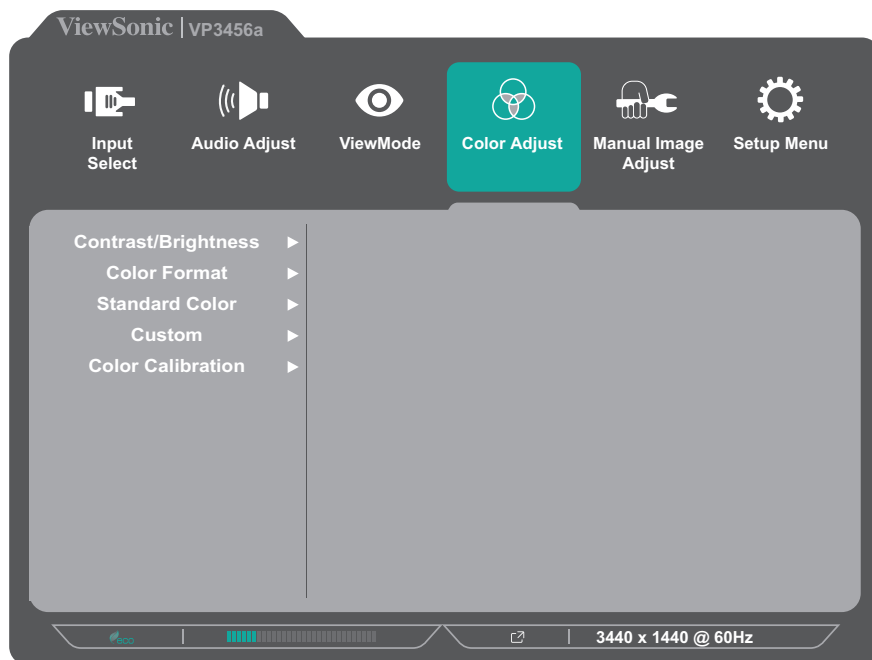 ViewSonic | VP3456a
Input
Select
Audio Adjust
ViewMode
Color Adjust
Manual Image
Adjust
Setup Menu
Contrast/Brightness
Color Format
Standard Color
Custom
Color Calibration
eco
3440 x 1440 @ 60Hz